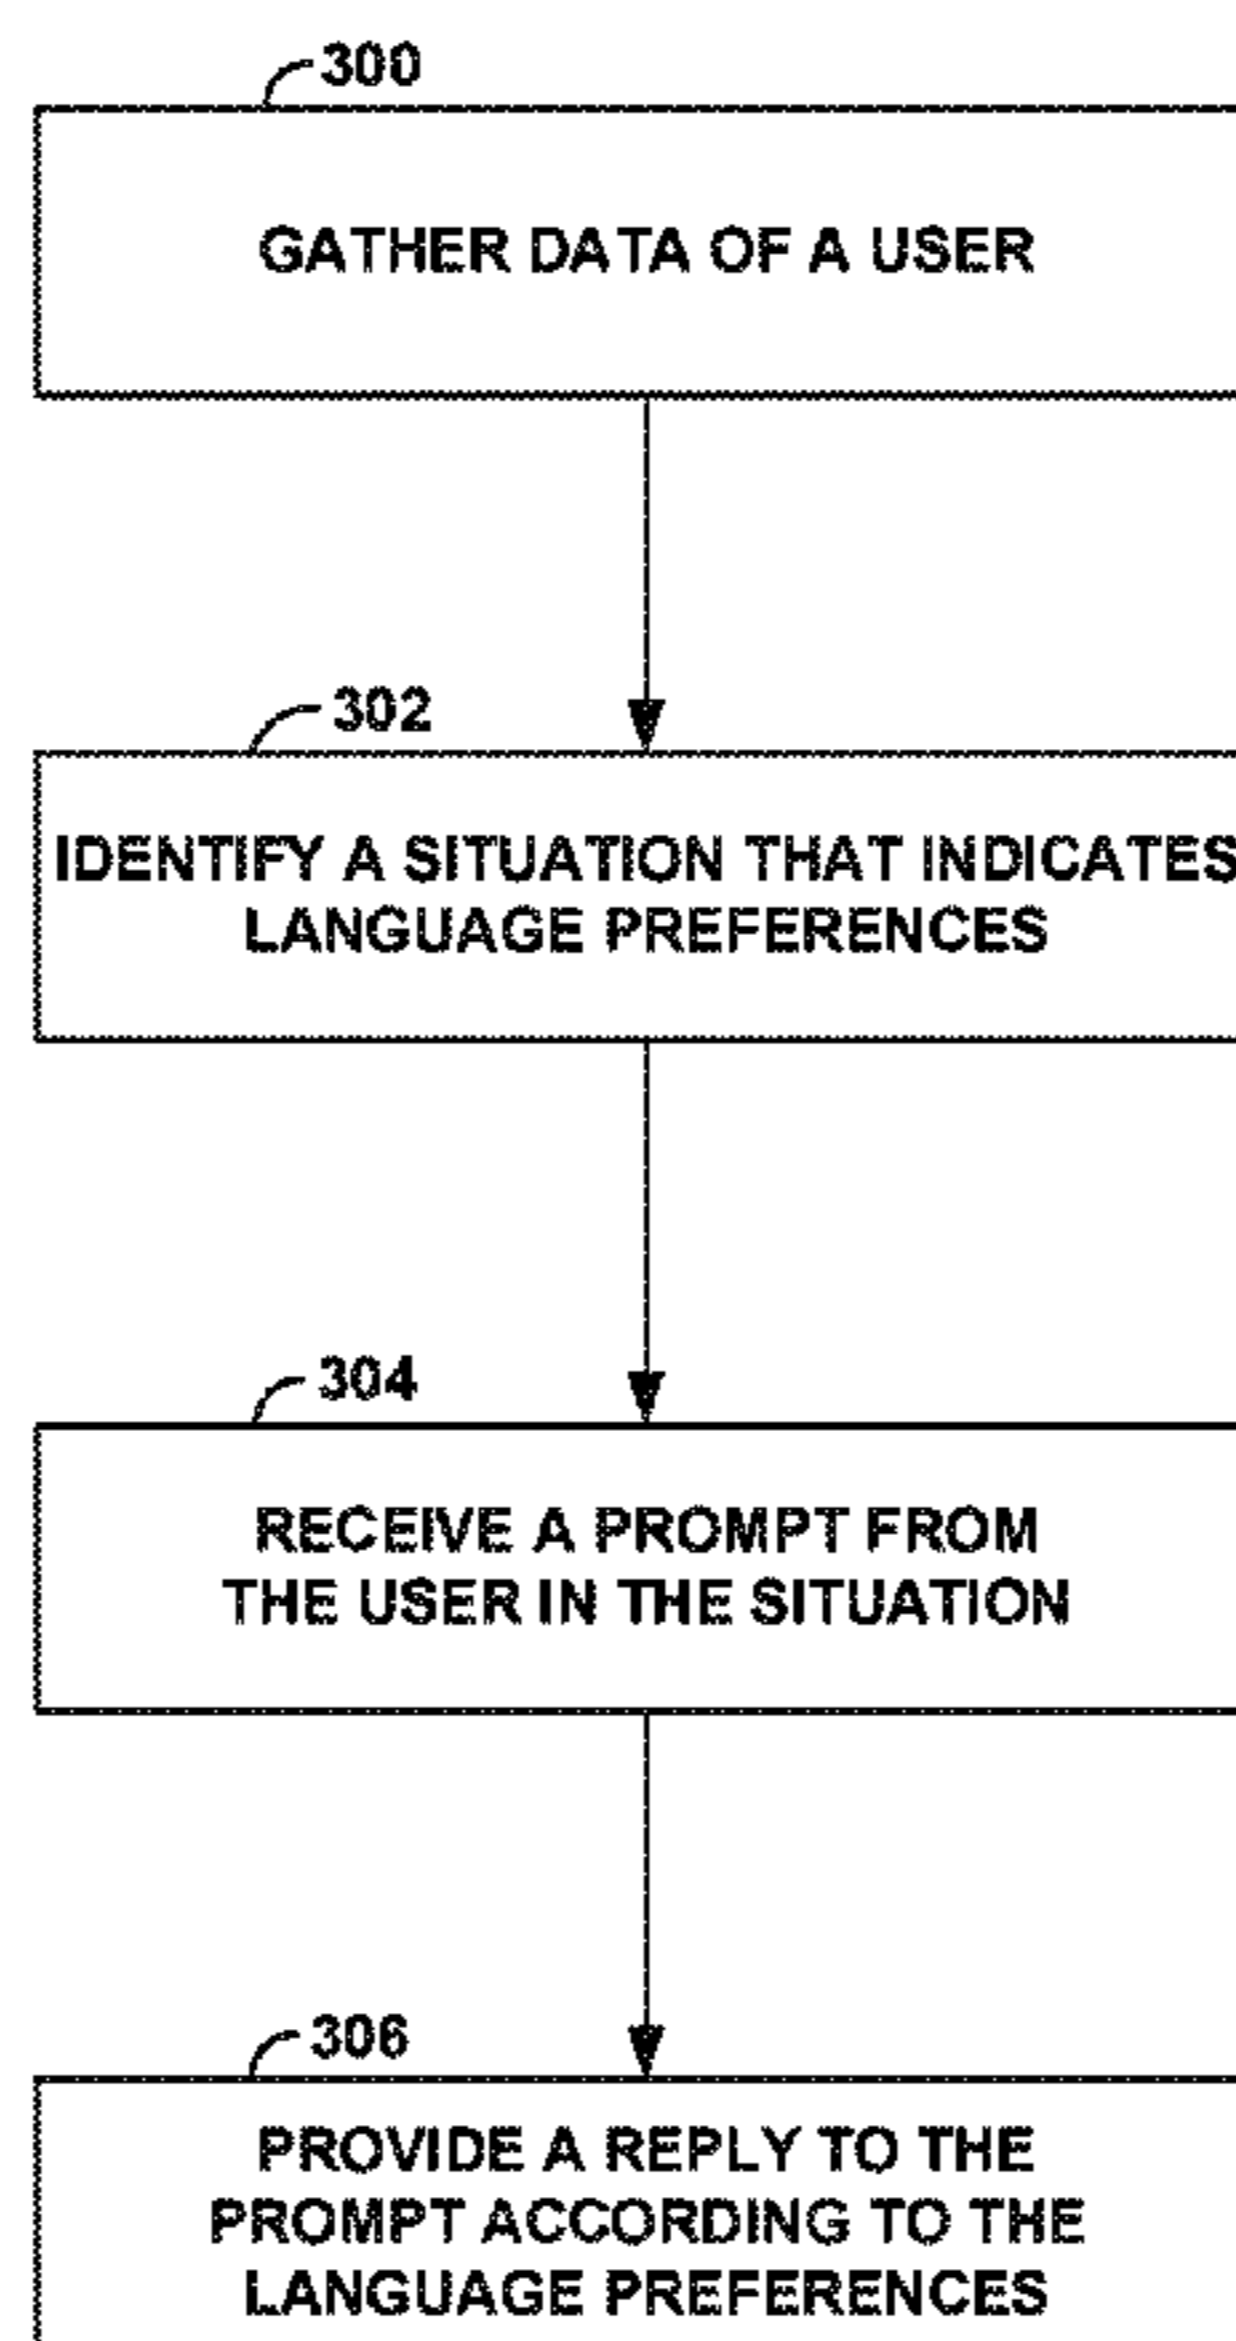 300
GATHER DATA OF A USER
302
IDENTIFY A SITUATION THAT INDICATES
LANGUAGE PREFERENCES
304
RECEIVE A PROMPT FROM
THE USER IN THE SITUATION
306
PROVIDE A REPLY TO THE
PROMPT ACCORDING TO THE
LANGUAGE PREFERENCES